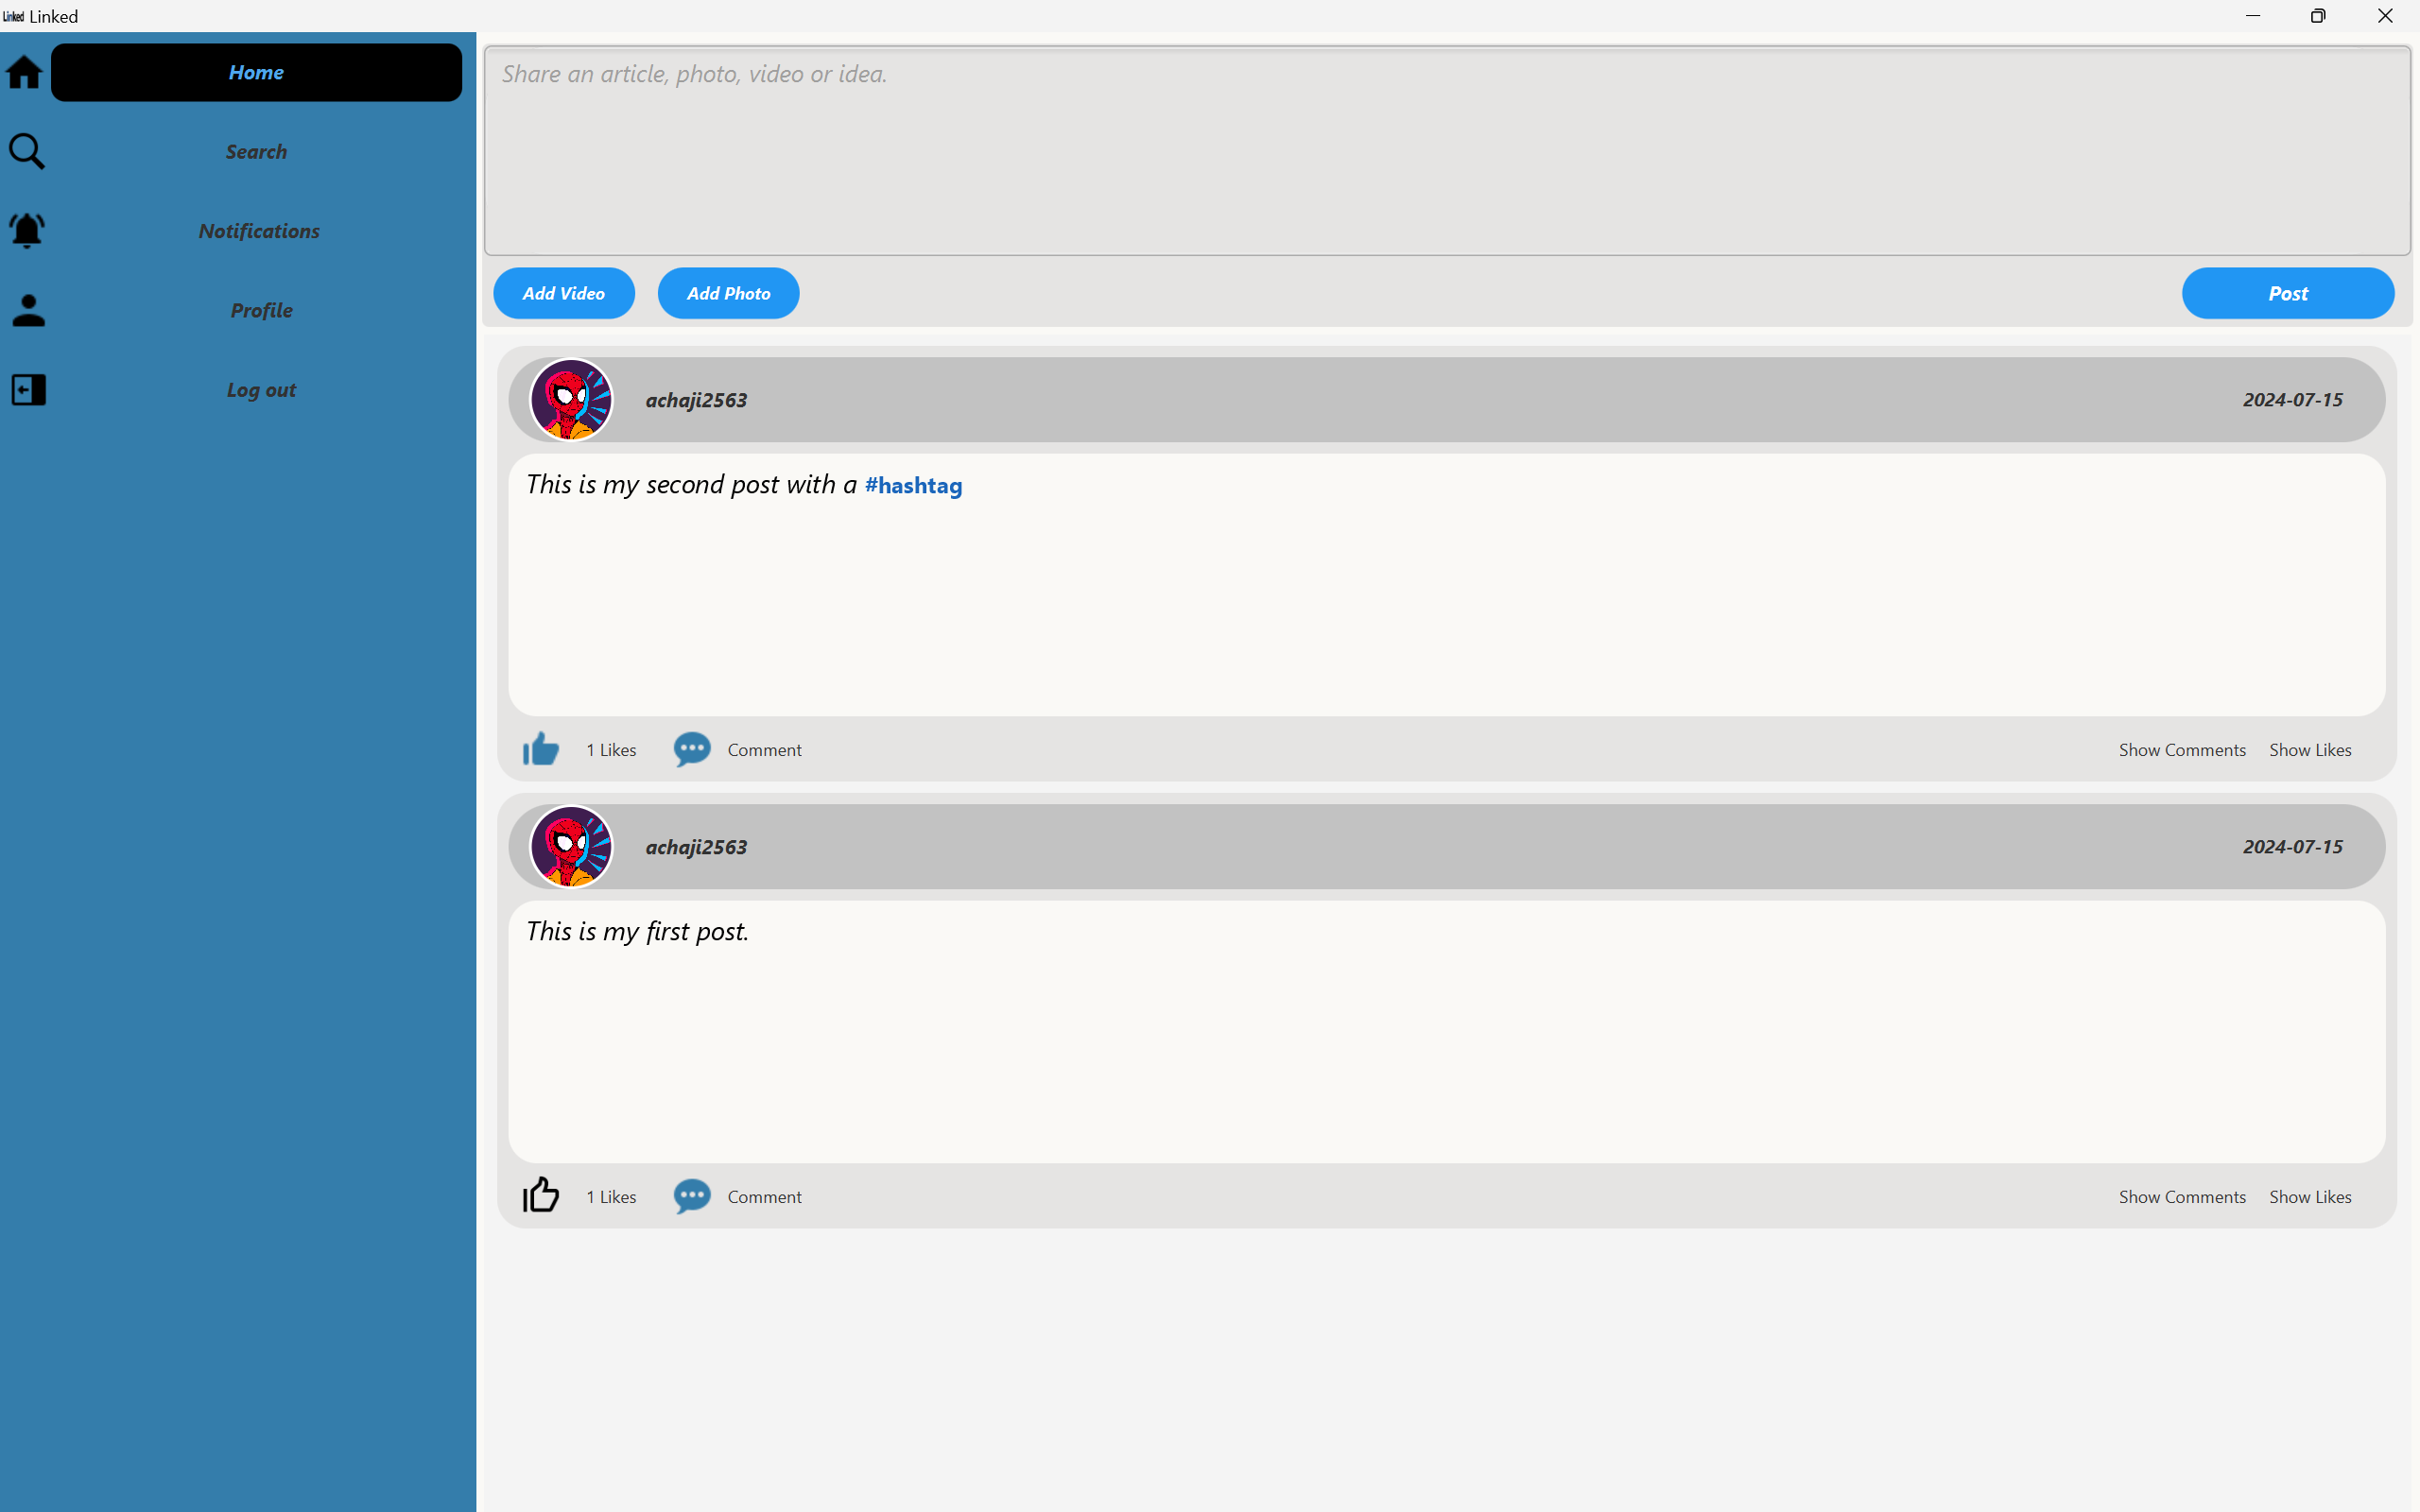 Linked Linked
Home
Search
Notifications
Profile
Log out
Share an article, photo, video or idea.
Add Video Add Photo Post
achaji2563 2024-07-15
This is my second post with a #hashtag
1 Likes Comment Show Comments Show Likes
achaji2563 2024-07-15
This is my first post.
1 Likes Comment Show Comments Show Likes